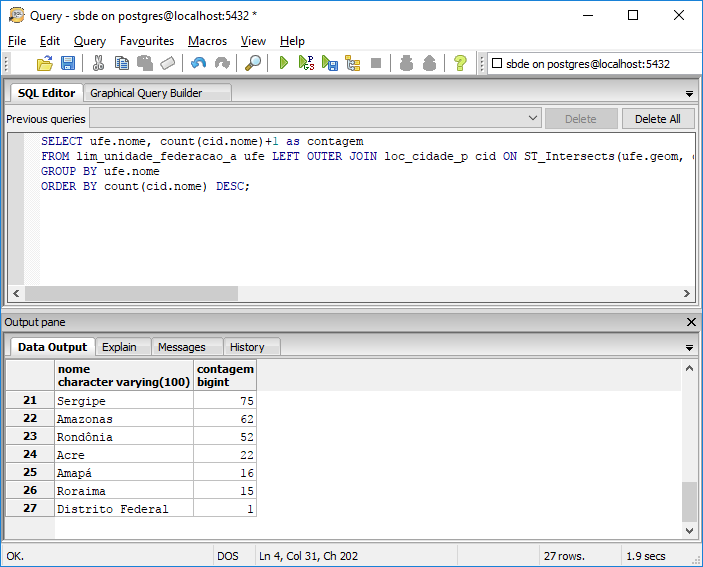 Query - sbde on postgres@localhost:5432 *
File Edit Query Favourites Macros View Help
sbde on postgres@localhost:5432
SQL Editor Graphical Query Builder
Previous queries Delete Delete All
SELECT ufe.nome, count(cid.nome)+1 as contagem
FROM lim_unidade_federacao_a ufe LEFT OUTER JOIN loc_cidade_p cid ON ST_Intersects(ufe.geom,
GROUP BY ufe.nome
ORDER BY count(cid.nome) DESC;
Output pane
Data Output Explain Messages History
nome contagem
character varying(100) bigint
21 Sergipe 75
22 Amazonas 62
23 Rondônia 52
24 Acre 22
25 Amapá 16
26 Roraima 15
27 Distrito Federal 1
OK. DOS Ln 4, Col 31, Ch 202 27 rows. 1.9 secs